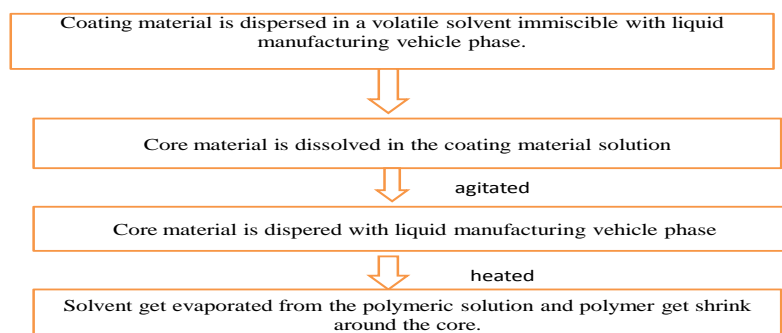 Coating material is dispersed in a volatile solvent immiscible with liquid
manufacturing vehicle phase.
Core material is dissolved in the coating material solution
agitated
Core material is dispered with liquid manufacturing vehicle phase
heated
Solvent get evaporated from the polymeric solution and polymer get shrink
around the core.